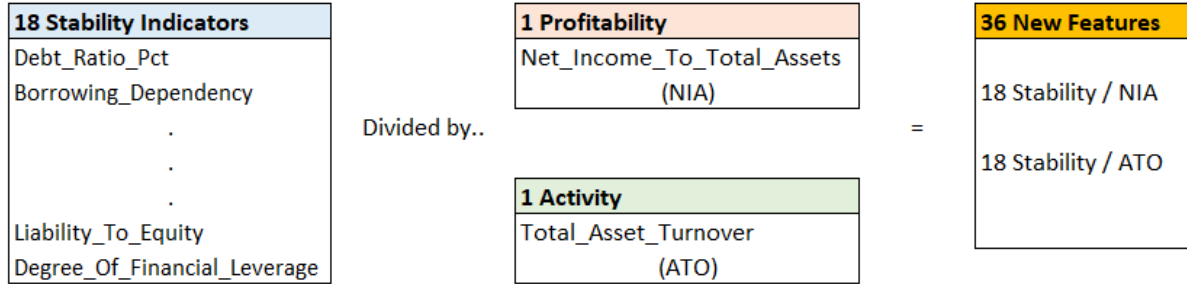 18 Stability Indicators
Debt_Ratio_Pct
Borrowing_Dependency
.
.
.
Liability_To_Equity
Degree_Of_Financial_Leverage
Divided by..
1 Profitability
Net_Income_To_Total_Assets
(NIA)
1 Activity
Total_Asset_Turnover
(ATO)
=
36 New Features
18 Stability / NIA
18 Stability / ATO